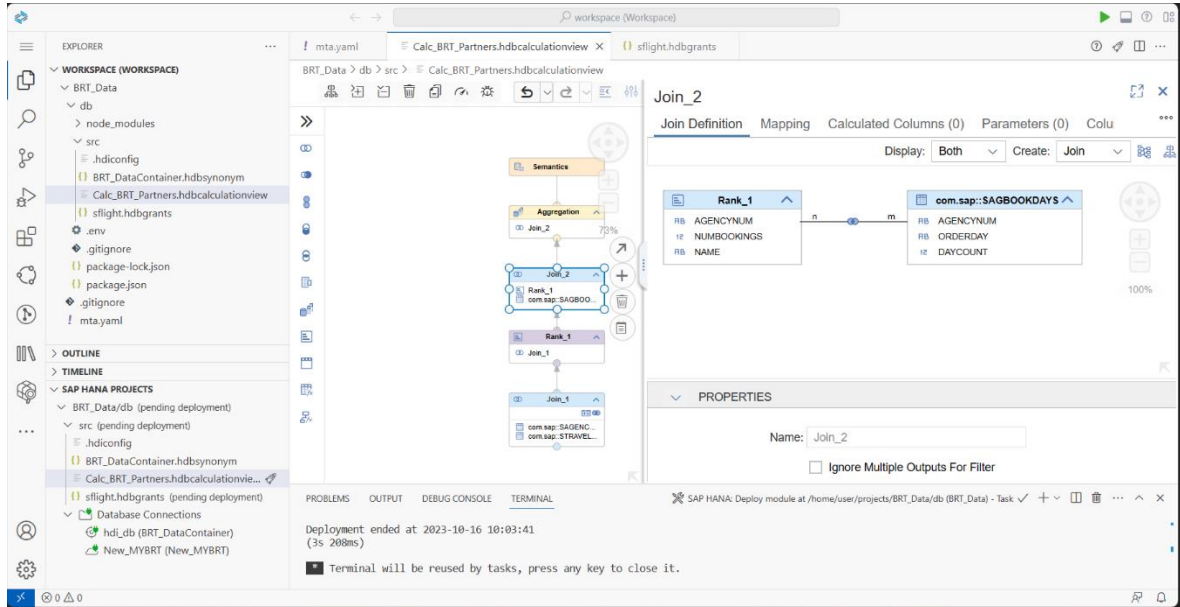 workspace (Workspace)
EXPLORER
WORKSPACE (WORKSPACE)
BRT_Data
db
node_modules
src
.hdiconfig
BRT_DataContainer.hdbsynonym
Calc_BRT_Partners.hdbcalculationview
sflight.hdbgrants
.env
.gitignore
package-lock.json
package.json
.gitignore
mta.yaml
OUTLINE
TIMELINE
SAP HANA PROJECTS
BRT_Data/db (pending deployment)
src (pending deployment)
.hdiconfig
BRT_DataContainer.hdbsynonym
Calc_BRT_Partners.hdbcalculationvie...
sflight.hdbgrants (pending deployment)
Database Connections
hdi_db (BRT_DataContainer)
New_MYBRT (New_MYBRT)
0 0
mta.yaml Calc_BRT_Partners.hdbcalculationview sflight.hdbgrants
BRT_Data > db > src > Calc_BRT_Partners.hdbcalculationview
Semantics
Aggregation
Join_2
73%
Join_2
Rank_1
com.sap::SAGBOO...
Rank_1
Join_1
Join_1
com.sap::SAGENC...
com.sap::STRAVEL...
Join_2
Join Definition Mapping Calculated Columns (0) Parameters (0) Colu
Display: Both Create: Join
Rank_1
AB AGENCYNUM
12 NUMBOOKINGS
AB NAME
n m
com.sap::SAGBOOKDAYS
AB AGENCYNUM
AB ORDERDAY
12 DAYCOUNT
100%
PROPERTIES
Name: Join_2
Ignore Multiple Outputs For Filter
PROBLEMS OUTPUT DEBUG CONSOLE TERMINAL
SAP HANA: Deploy module at /home/user/projects/BRT_Data/db (BRT_Data) - Task
Deployment ended at 2023-10-16 10:03:41
(3s 208ms)
* Terminal will be reused by tasks, press any key to close it.